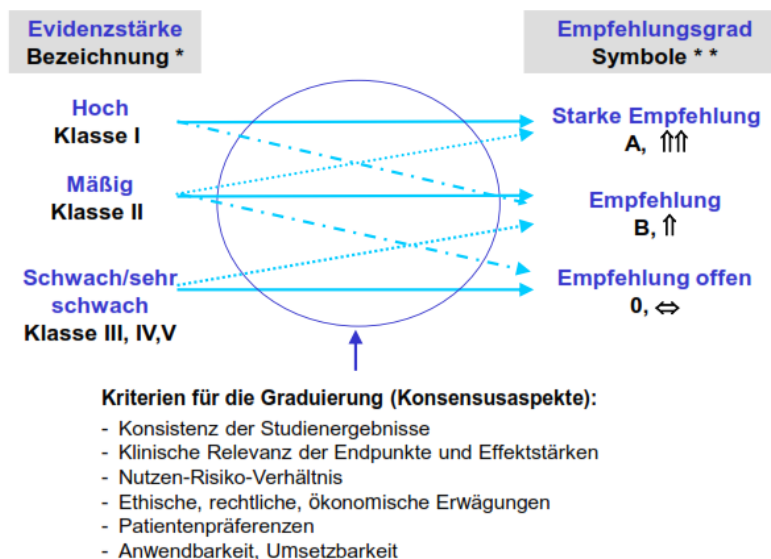 Evidenzstärke
Bezeichnung *
Empfehlungsgrad
Symbole * *
Hoch
Klasse I
Starke Empfehlung
A, ⇑⇑
Mäßig
Klasse II
Empfehlung
B, ⇑
Schwach/sehr
schwach
Klasse III, IV,V
Empfehlung offen
0, ⇔
Kriterien für die Graduierung (Konsensusaspekte):
- Konsistenz der Studienergebnisse
- Klinische Relevanz der Endpunkte und Effektstärken
- Nutzen-Risiko-Verhältnis
- Ethische, rechtliche, ökonomische Erwägungen
- Patientenpräferenzen
- Anwendbarkeit, Umsetzbarkeit